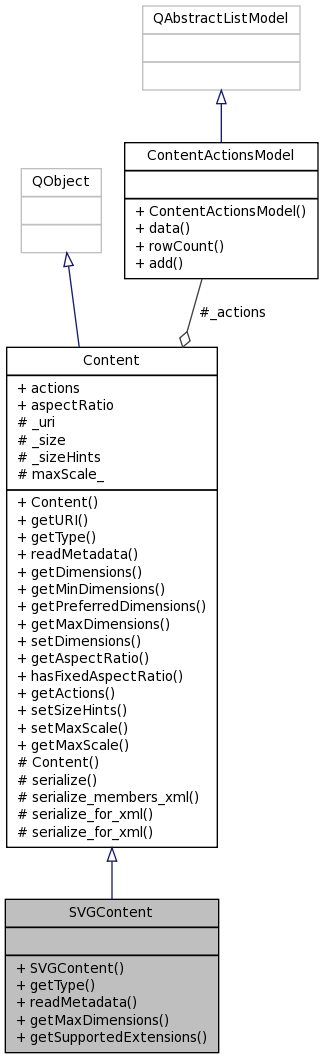 QAbstractListModel
ContentActionsModel
+ ContentActionsModel()
+ data()
+ rowCount()
+ add()
QObject
#_actions
Content
+ actions
+ aspectRatio
# _uri
# _size
# _sizeHints
# maxScale_
+ Content()
+ getURI()
+ getType()
+ readMetadata()
+ getDimensions()
+ getMinDimensions()
+ getPreferredDimensions()
+ getMaxDimensions()
+ setDimensions()
+ getAspectRatio()
+ hasFixedAspectRatio()
+ getActions()
+ setSizeHints()
+ setMaxScale()
+ getMaxScale()
# Content()
# serialize()
# serialize_members_xml()
# serialize_for_xml()
# serialize_for_xml()
SVGContent
+ SVGContent()
+ getType()
+ readMetadata()
+ getMaxDimensions()
+ getSupportedExtensions()